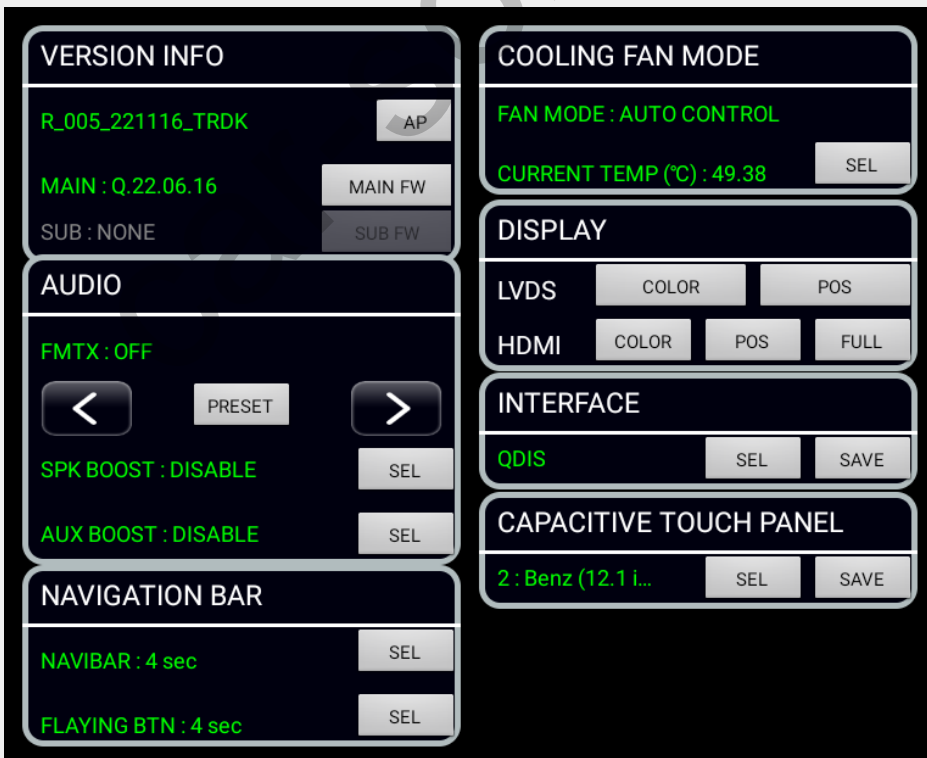 VERSION INFO
R_005_221116_TRDK
AP
MAIN : Q.22.06.16
MAIN FW
SUB : NONE
SUB FW
AUDIO
FMTX : OFF
<
PRESET
>
SPK BOOST : DISABLE
SEL
AUX BOOST : DISABLE
SEL
NAVIGATION BAR
NAVIBAR : 4 sec
SEL
FLAYING BTN : 4 sec
SEL
COOLING FAN MODE
FAN MODE : AUTO CONTROL
CURRENT TEMP (℃) : 49.38
SEL
DISPLAY
LVDS
COLOR
POS
HDMI
COLOR
POS
FULL
INTERFACE
QDIS
SEL
SAVE
CAPACITIVE TOUCH PANEL
2 : Benz (12.1 i...
SEL
SAVE